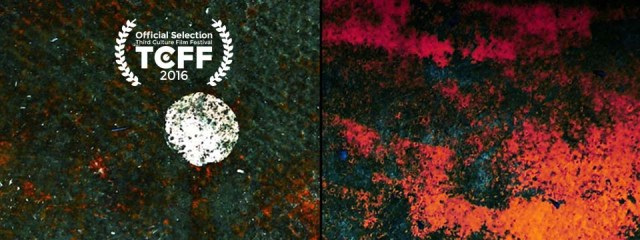 Official Selection
Third Culture Film Festival
TCFF
2016